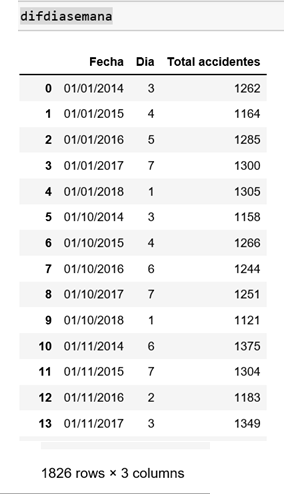 difdiasemana
Fecha Dia Total accidentes
0 01/01/2014 3 1262
1 01/01/2015 4 1164
2 01/01/2016 5 1285
3 01/01/2017 7 1300
4 01/01/2018 1 1305
5 01/10/2014 3 1158
6 01/10/2015 4 1266
7 01/10/2016 6 1244
8 01/10/2017 7 1251
9 01/10/2018 1 1121
10 01/11/2014 6 1375
11 01/11/2015 7 1304
12 01/11/2016 2 1183
13 01/11/2017 3 1349
1826 rows × 3 columns